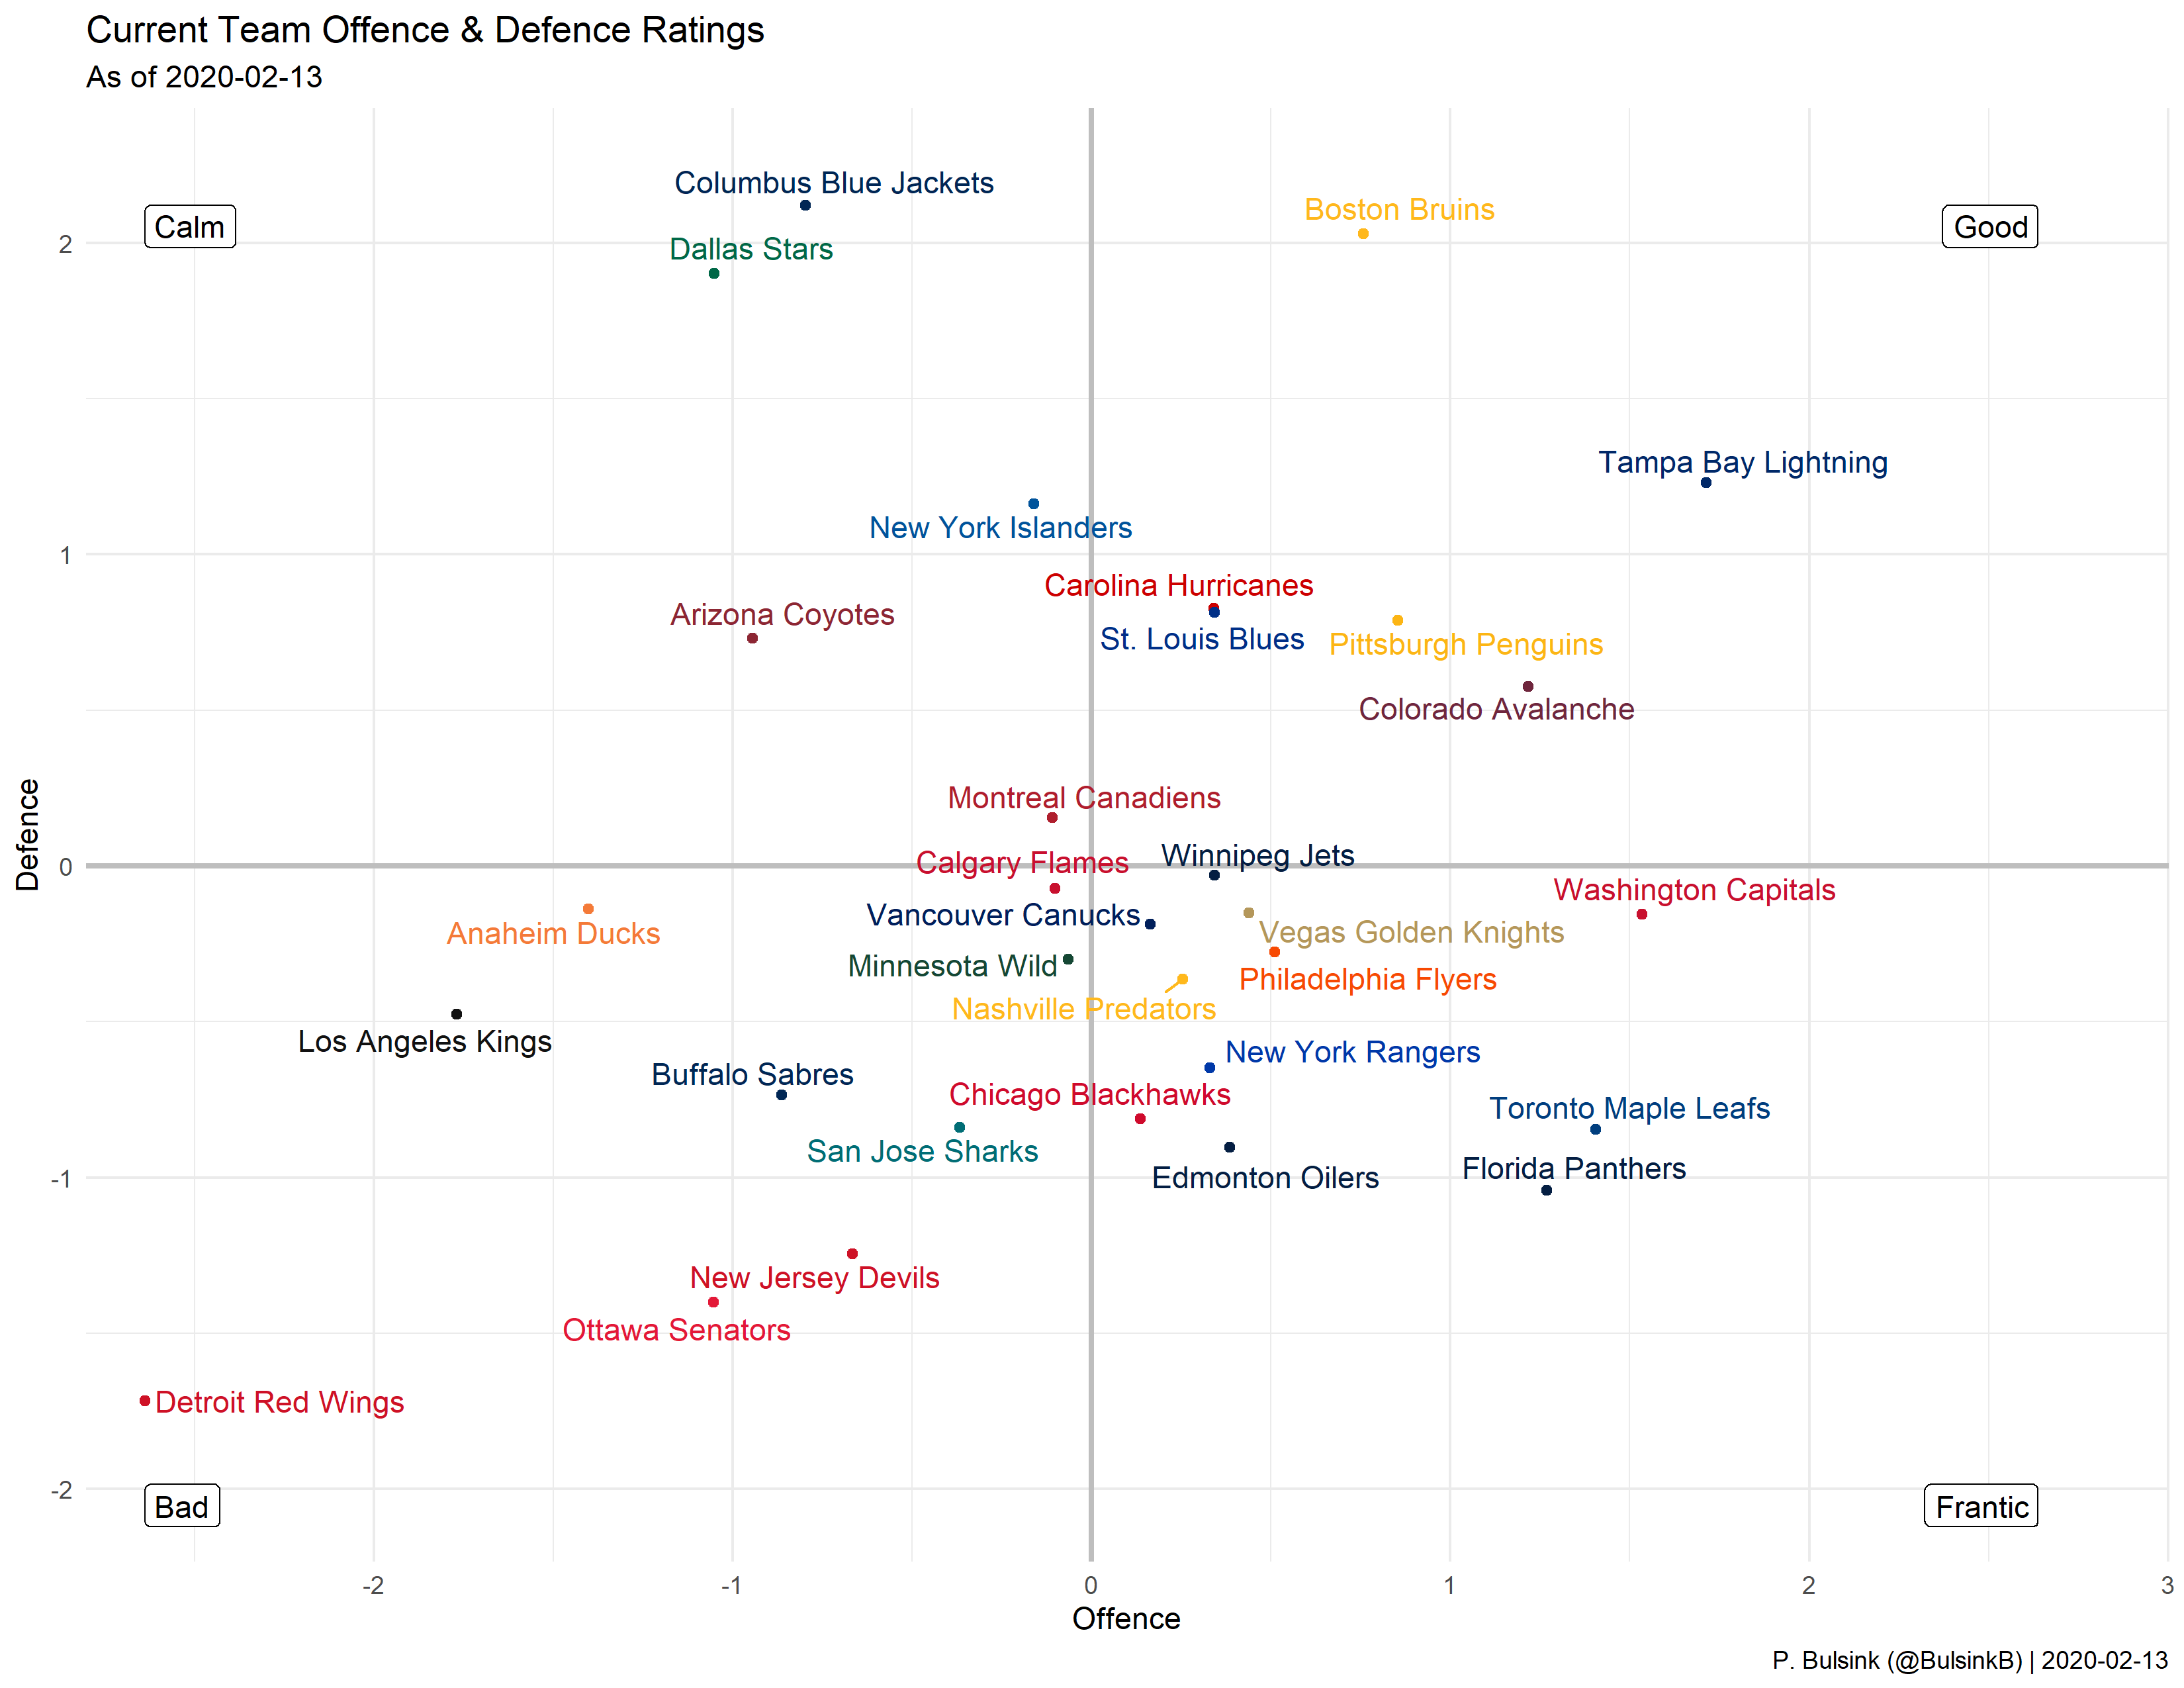 Current Team Offence & Defence Ratings
As of 2020-02-13
Columbus Blue Jackets
Boston Bruins
Calm
Good
2
Dallas Stars
Tampa Bay Lightning
New York Islanders
1
Carolina Hurricanes
Arizona Coyotes
St. Louis Blues
Pittsburgh Penguins
Colorado Avalanche
Montreal Canadiens
Defence
Winnipeg Jets
Calgary Flames
0
Washington Capitals
Vancouver Canucks
Vegas Golden Knights
Anaheim Ducks
Minnesota Wild
Philadelphia Flyers
Nashville Predators
Los Angeles Kings
New York Rangers
Buffalo Sabres
Chicago Blackhawks
Toronto Maple Leafs
San Jose Sharks
Florida Panthers
Edmonton Oilers
-1
New Jersey Devils
Ottawa Senators
Detroit Red Wings
-2
Bad
Frantic
-2 -1 0 1 2 3
Offence
P. Bulsink (@BulsinkB) | 2020-02-13